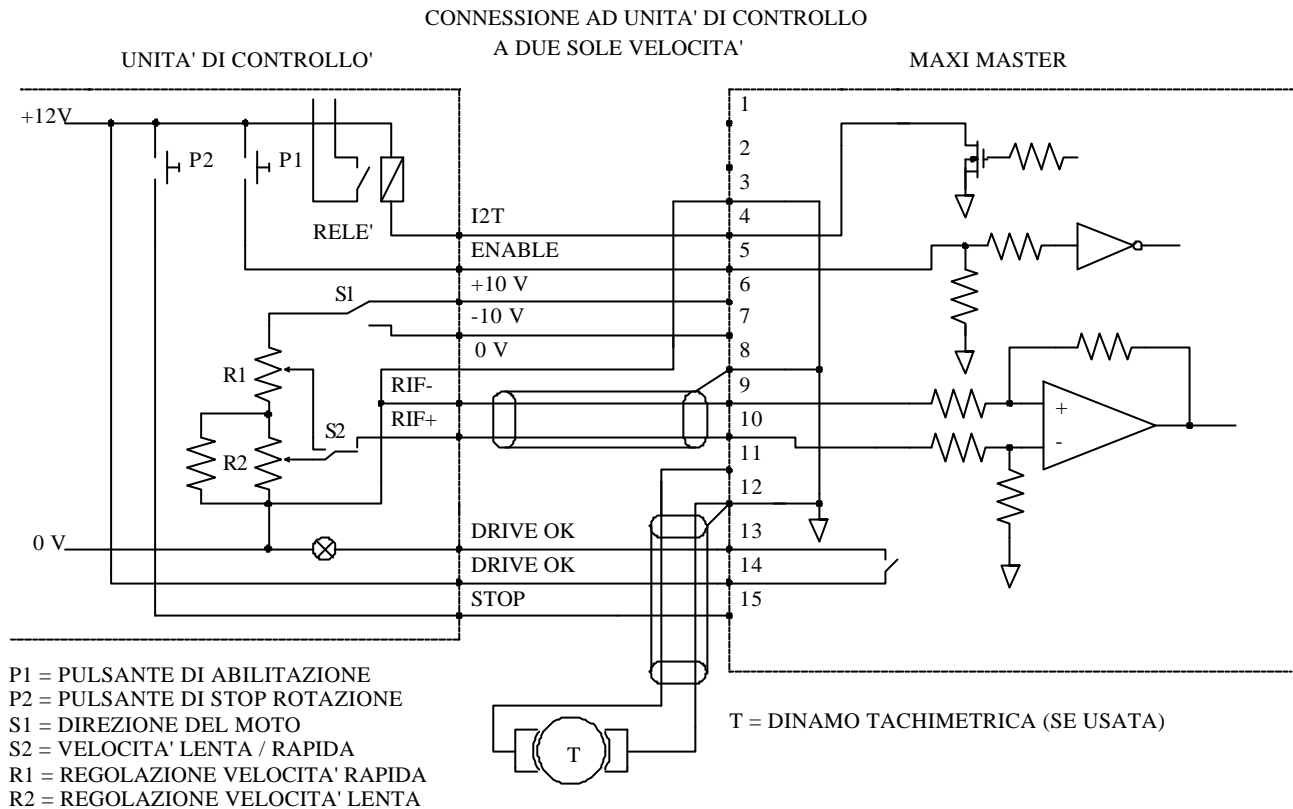 CONNESSIONE AD UNITA' DI CONTROLLO
A DUE SOLE VELOCITA'
UNITA' DI CONTROLLO'
MAXI MASTER
+12V
P2
P1
RELE'
I2T
ENABLE
+10 V
-10 V
0 V
S1
R1
RIF-
RIF+
S2
R2
0 V
DRIVE OK
DRIVE OK
STOP
1
2
3
4
5
6
7
8
9
10
11
12
13
14
15
+
-
P1 = PULSANTE DI ABILITAZIONE
P2 = PULSANTE DI STOP ROTAZIONE
S1 = DIREZIONE DEL MOTO
S2 = VELOCITA' LENTA / RAPIDA
R1 = REGOLAZIONE VELOCITA' RAPIDA
R2 = REGOLAZIONE VELOCITA' LENTA
T
T = DINAMO TACHIMETRICA (SE USATA)